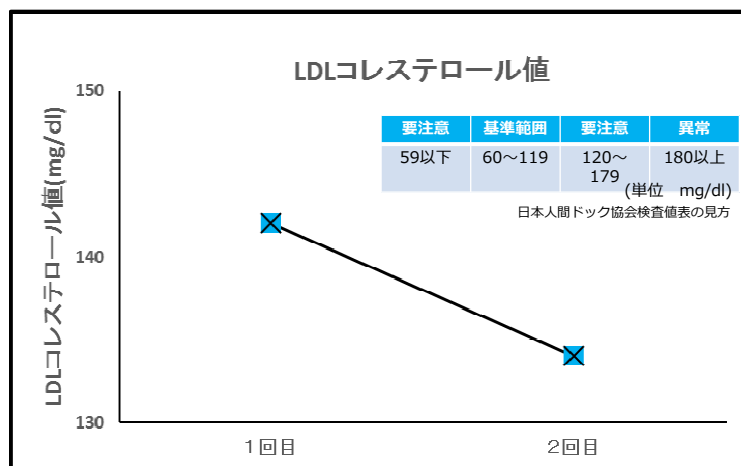 LDLコレステロール値
150
要注意 基準範囲 要注意 異常
59以下 60～119 120～ 180以上
179
(単位　mg/dl)
日本人間ドック協会検査値表の見方
LDLコレステロール値(mg/dl)
140
130
１回目 ２回目